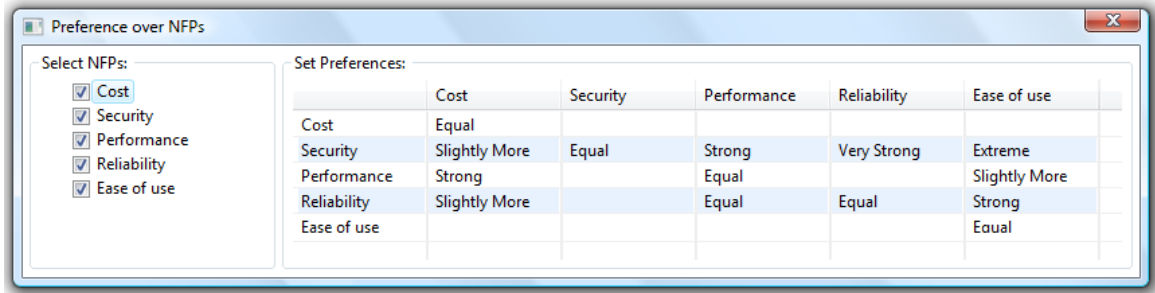 Preference over NFPs
Select NFPs:
Cost
Security
Performance
Reliability
Ease of use
Set Preferences:
Cost Security Performance Reliability Ease of use
Cost Equal
Security Slightly More Equal Strong Very Strong Extreme
Performance Strong Equal Slightly More
Reliability Slightly More Equal Equal Strong
Ease of use Equal